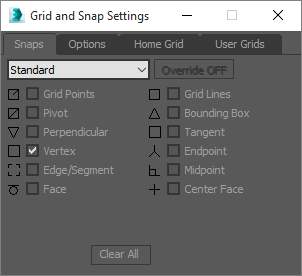 Grid and Snap Settings
Snaps Options Home Grid User Grids
Standard Override OFF
Grid Points Grid Lines
Pivot Bounding Box
Perpendicular Tangent
Vertex Endpoint
Edge/Segment Midpoint
Face Center Face
Clear All